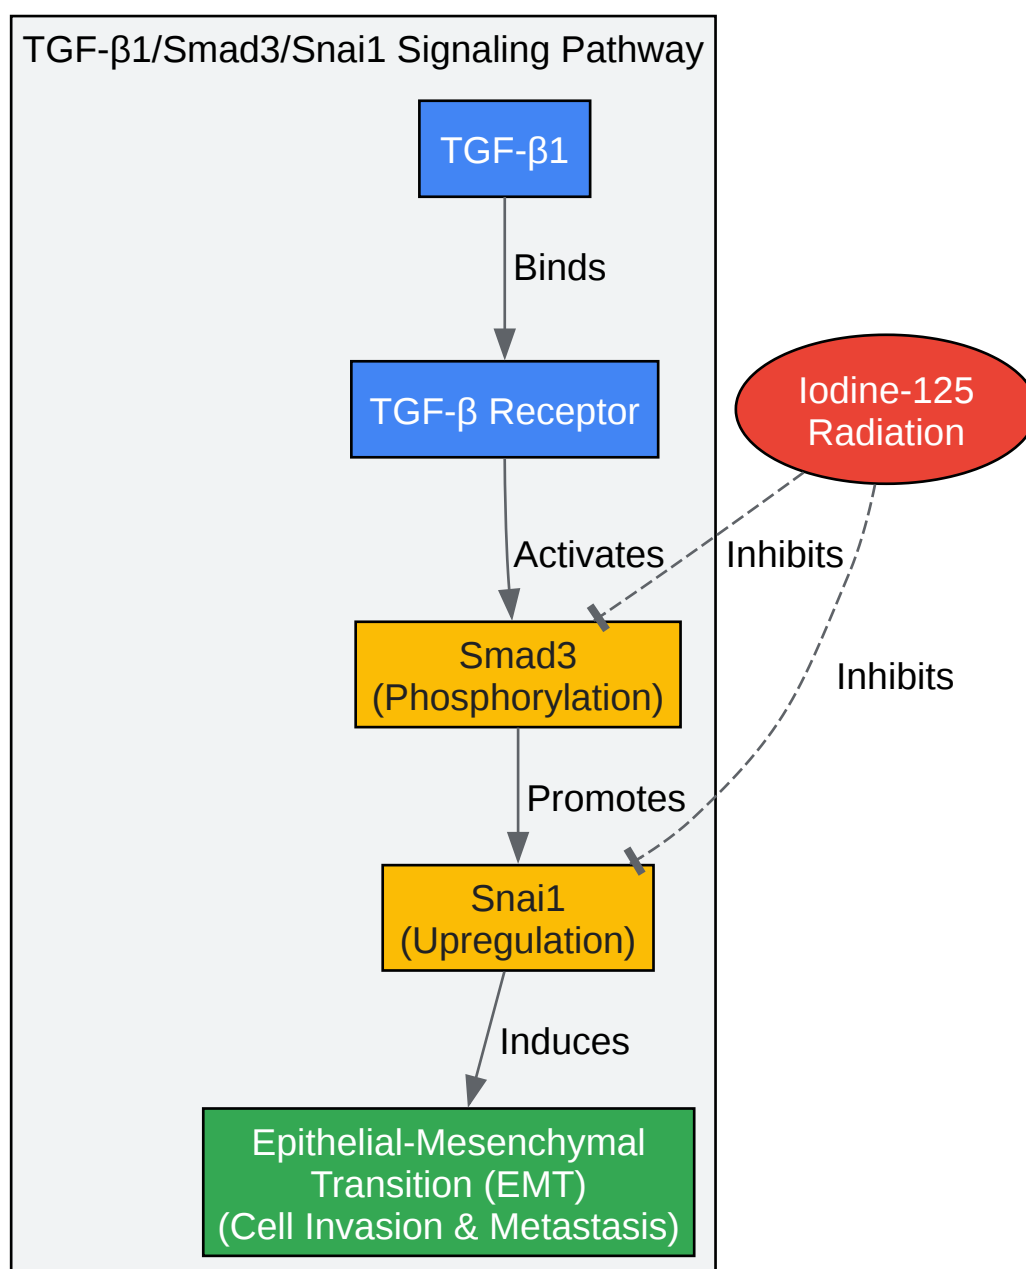 TGF-β1/Smad3/Snai1 Signaling Pathway
TGF-β1
Binds
TGF-β Receptor
Iodine-125
Radiation
Activates
Inhibits
Smad3
(Phosphorylation)
Inhibits
Promotes
Snai1
(Upregulation)
Induces
Epithelial-Mesenchymal
Transition (EMT)
(Cell Invasion & Metastasis)